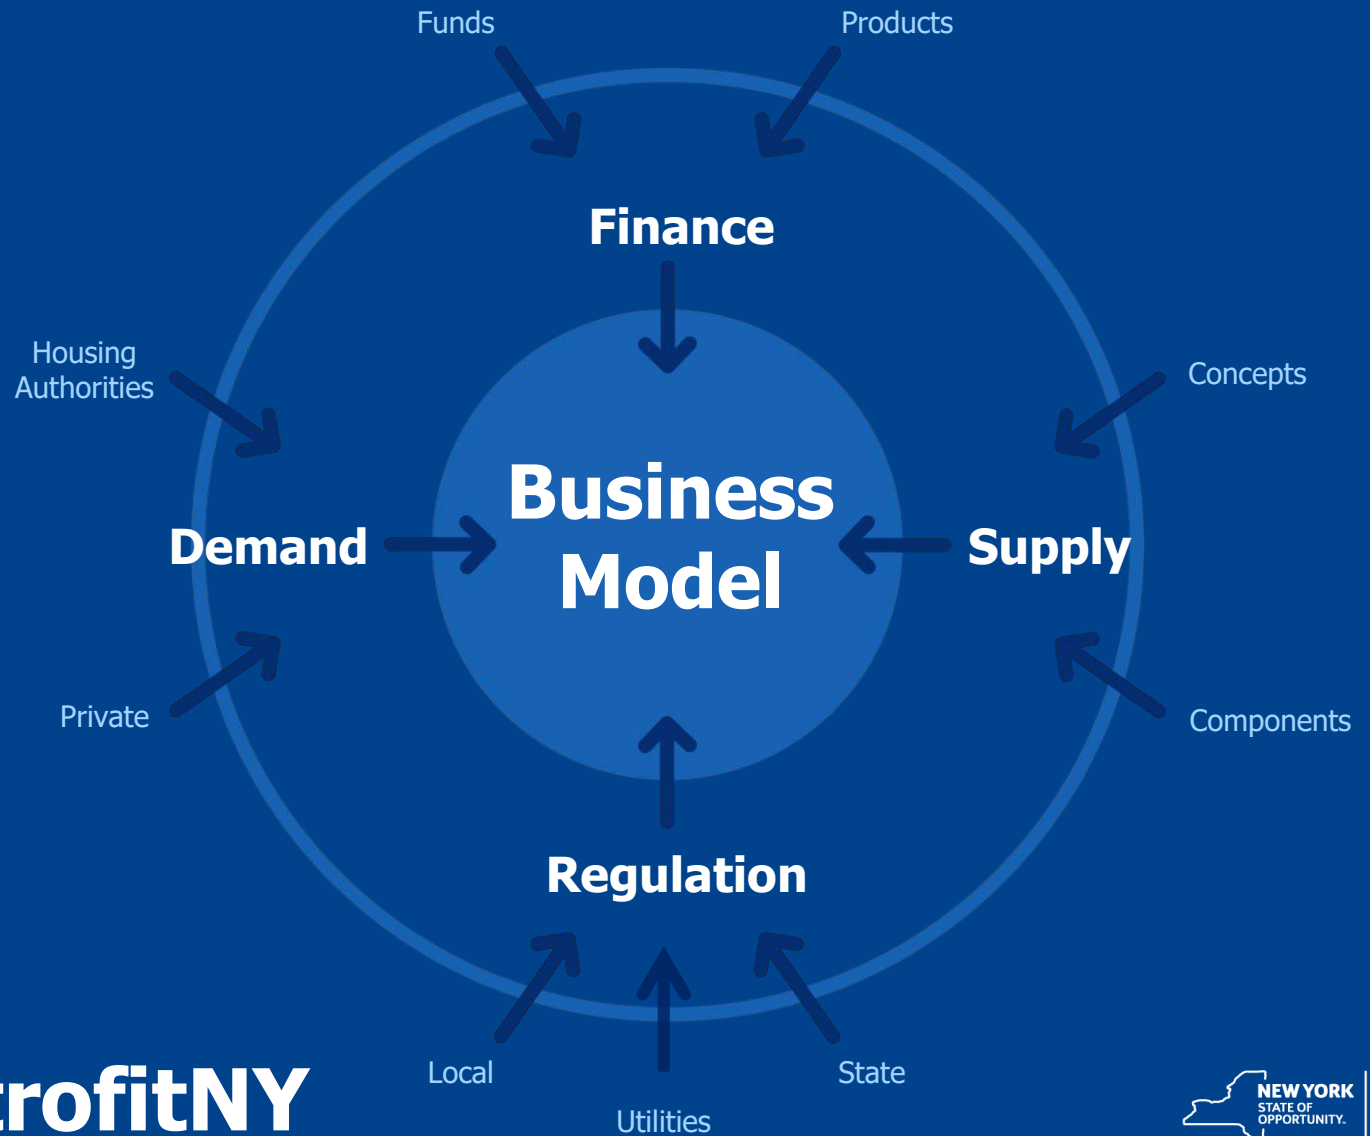 Funds
Products
Finance
Housing
Authorities
Concepts
Business
Model
Demand
Supply
Private
Components
Regulation
Local
State
Utilities
trofitNY
NEW YORK
STATE OF
OPPORTUNITY.